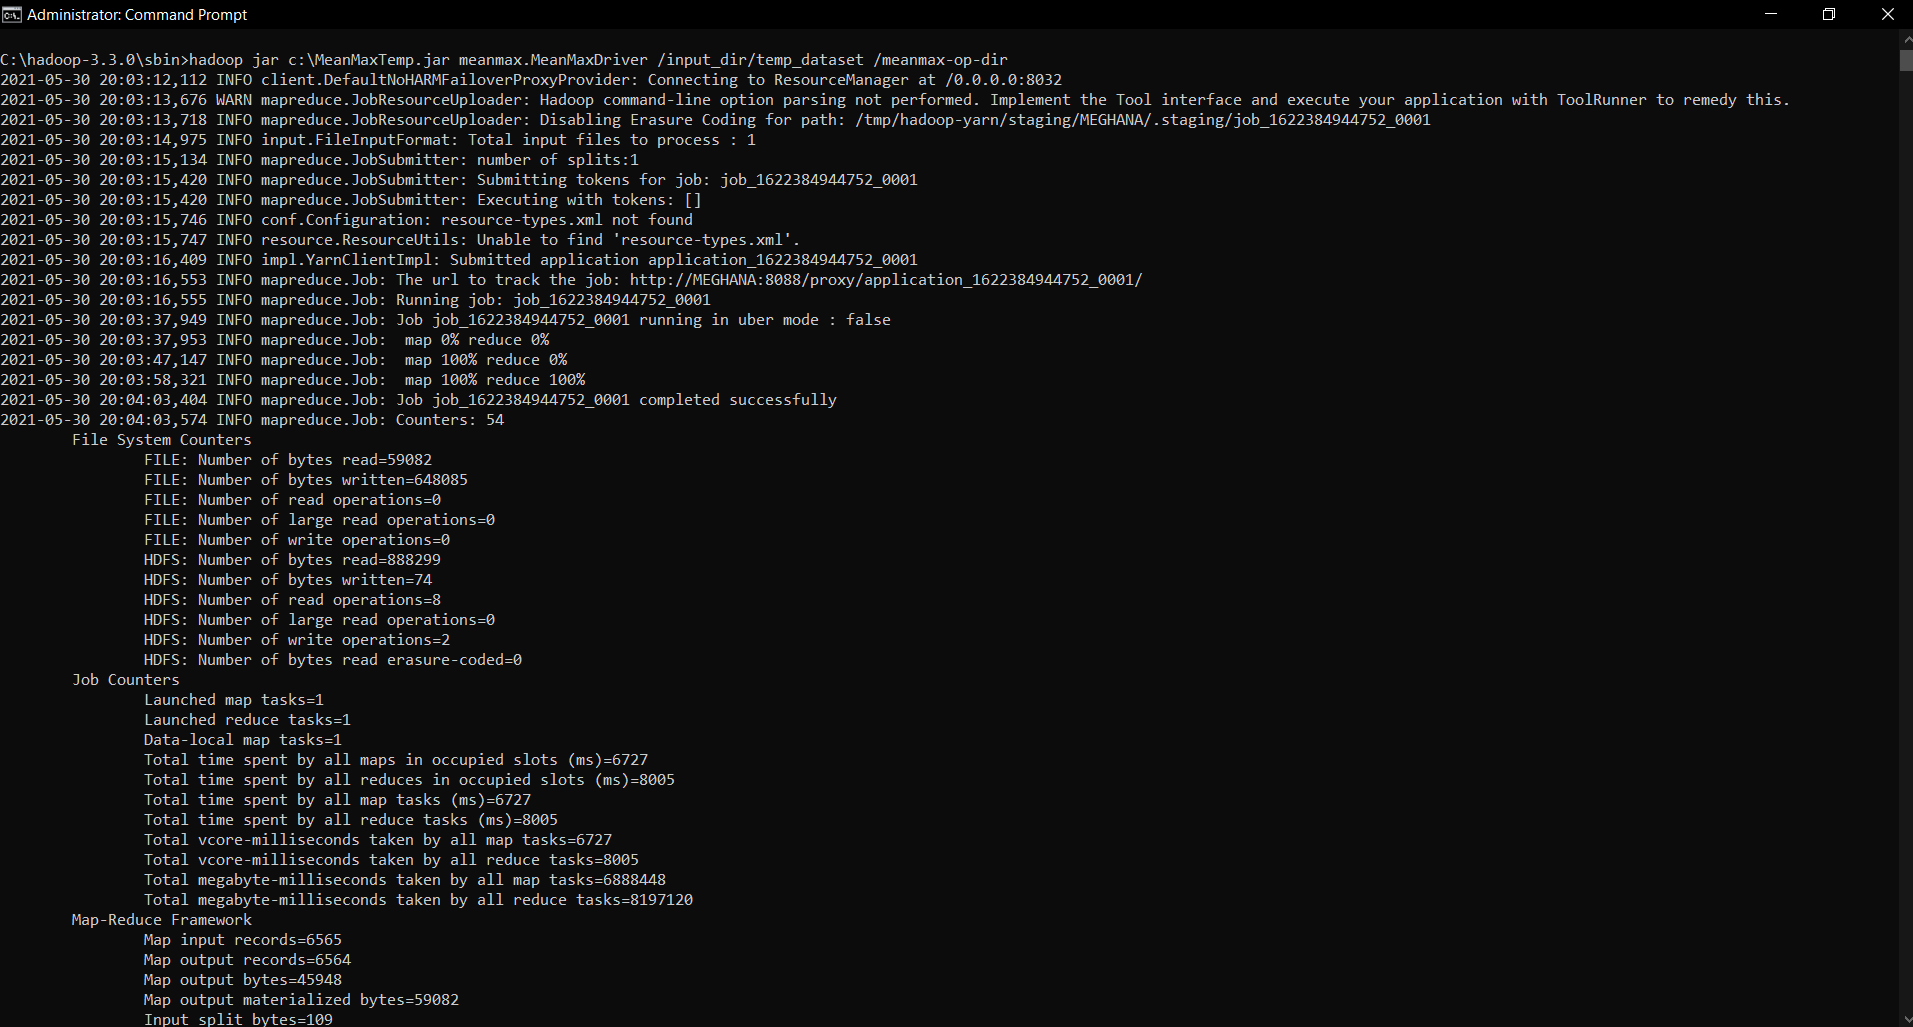 Administrator: Command Prompt
C:\hadoop-3.3.0\sbin>hadoop jar c:\MeanMaxTemp.jar meanmax.MeanMaxDriver /input_dir/temp_dataset /meanmax-op-dir
2021-05-30 20:03:12,112 INFO client.DefaultNoHARMFailoverProxyProvider: Connecting to ResourceManager at /0.0.0.0:8032
2021-05-30 20:03:13,676 WARN mapreduce.JobResourceUploader: Hadoop command-line option parsing not performed. Implement the Tool interface and execute your application with ToolRunner to remedy this.
2021-05-30 20:03:13,718 INFO mapreduce.JobResourceUploader: Disabling Erasure Coding for path: /tmp/hadoop-yarn/staging/MEGHANA/.staging/job_1622384944752_0001
2021-05-30 20:03:14,975 INFO input.FileInputFormat: Total input files to process : 1
2021-05-30 20:03:15,134 INFO mapreduce.JobSubmitter: number of splits:1
2021-05-30 20:03:15,420 INFO mapreduce.JobSubmitter: Submitting tokens for job: job_1622384944752_0001
2021-05-30 20:03:15,420 INFO mapreduce.JobSubmitter: Executing with tokens: []
2021-05-30 20:03:15,746 INFO conf.Configuration: resource-types.xml not found
2021-05-30 20:03:15,747 INFO resource.ResourceUtils: Unable to find 'resource-types.xml'.
2021-05-30 20:03:16,409 INFO impl.YarnClientImpl: Submitted application application_1622384944752_0001
2021-05-30 20:03:16,553 INFO mapreduce.Job: The url to track the job: http://MEGHANA:8088/proxy/application_1622384944752_0001/
2021-05-30 20:03:16,555 INFO mapreduce.Job: Running job: job_1622384944752_0001
2021-05-30 20:03:37,949 INFO mapreduce.Job: Job job_1622384944752_0001 running in uber mode : false
2021-05-30 20:03:37,953 INFO mapreduce.Job:  map 0% reduce 0%
2021-05-30 20:03:47,147 INFO mapreduce.Job:  map 100% reduce 0%
2021-05-30 20:03:58,321 INFO mapreduce.Job:  map 100% reduce 100%
2021-05-30 20:04:03,404 INFO mapreduce.Job: Job job_1622384944752_0001 completed successfully
2021-05-30 20:04:03,574 INFO mapreduce.Job: Counters: 54
File System Counters
FILE: Number of bytes read=59082
FILE: Number of bytes written=648085
FILE: Number of read operations=0
FILE: Number of large read operations=0
FILE: Number of write operations=0
HDFS: Number of bytes read=888299
HDFS: Number of bytes written=74
HDFS: Number of read operations=8
HDFS: Number of large read operations=0
HDFS: Number of write operations=2
HDFS: Number of bytes read erasure-coded=0
Job Counters
Launched map tasks=1
Launched reduce tasks=1
Data-local map tasks=1
Total time spent by all maps in occupied slots (ms)=6727
Total time spent by all reduces in occupied slots (ms)=8005
Total time spent by all map tasks (ms)=6727
Total time spent by all reduce tasks (ms)=8005
Total vcore-milliseconds taken by all map tasks=6727
Total vcore-milliseconds taken by all reduce tasks=8005
Total megabyte-milliseconds taken by all map tasks=6888448
Total megabyte-milliseconds taken by all reduce tasks=8197120
Map-Reduce Framework
Map input records=6565
Map output records=6564
Map output bytes=45948
Map output materialized bytes=59082
Input split bytes=109